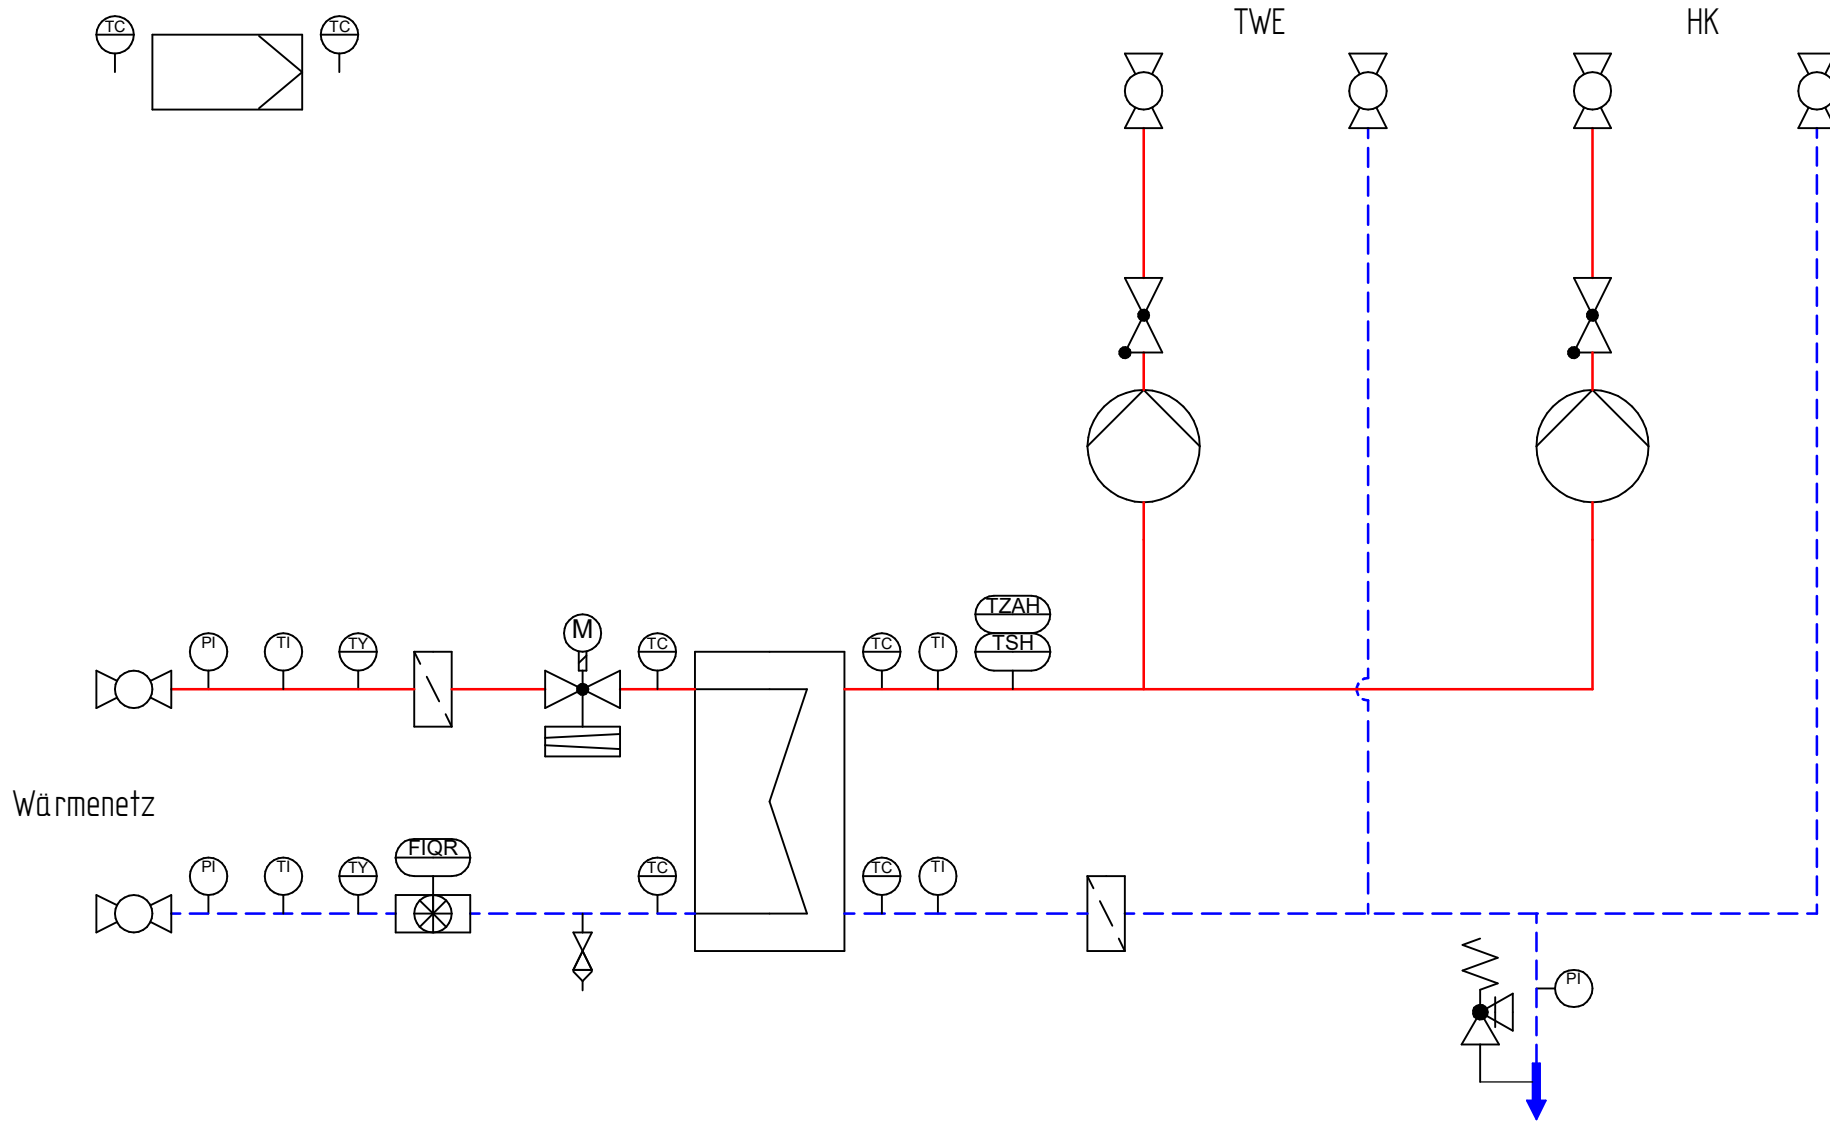 TWE
HK
TC
TC
TZAH
TSH
M
PI
TI
TY
TC
TC
TI
Wärmenetz
FIQR
PI
TI
TY
TC
TC
TI
PI